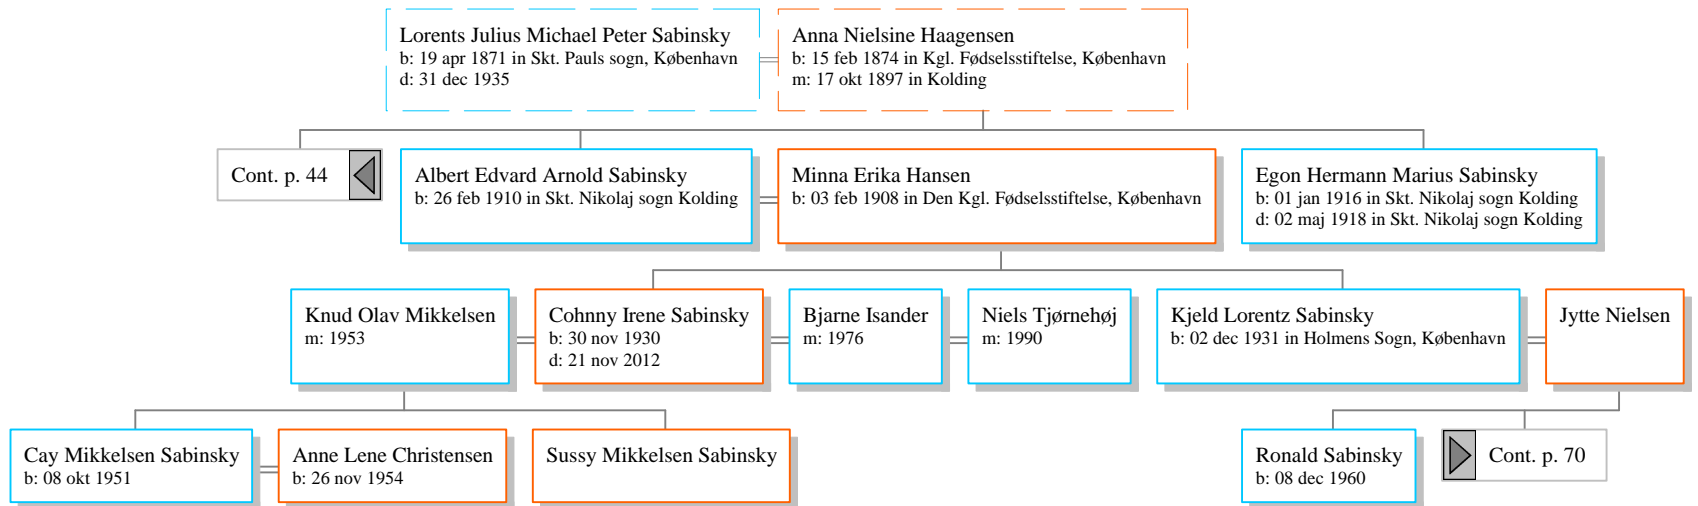 Lorents Julius Michael Peter Sabinsky
b: 19 apr 1871 in Skt. Pauls sogn, København
d: 31 dec 1935
Anna Nielsine Haagensen
b: 15 feb 1874 in Kgl. Fødselsstiftelse, København
m: 17 okt 1897 in Kolding
Cont. p. 44
Albert Edvard Arnold Sabinsky
b: 26 feb 1910 in Skt. Nikolaj sogn Kolding
Minna Erika Hansen
b: 03 feb 1908 in Den Kgl. Fødselsstiftelse, København
Egon Hermann Marius Sabinsky
b: 01 jan 1916 in Skt. Nikolaj sogn Kolding
d: 02 maj 1918 in Skt. Nikolaj sogn Kolding
Knud Olav Mikkelsen
m: 1953
Cohnny Irene Sabinsky
b: 30 nov 1930
d: 21 nov 2012
Bjarne Isander
m: 1976
Niels Tjørnehøj
m: 1990
Kjeld Lorentz Sabinsky
b: 02 dec 1931 in Holmens Sogn, København
Jytte Nielsen
Cay Mikkelsen Sabinsky
b: 08 okt 1951
Anne Lene Christensen
b: 26 nov 1954
Sussy Mikkelsen Sabinsky
Ronald Sabinsky
b: 08 dec 1960
Cont. p. 70